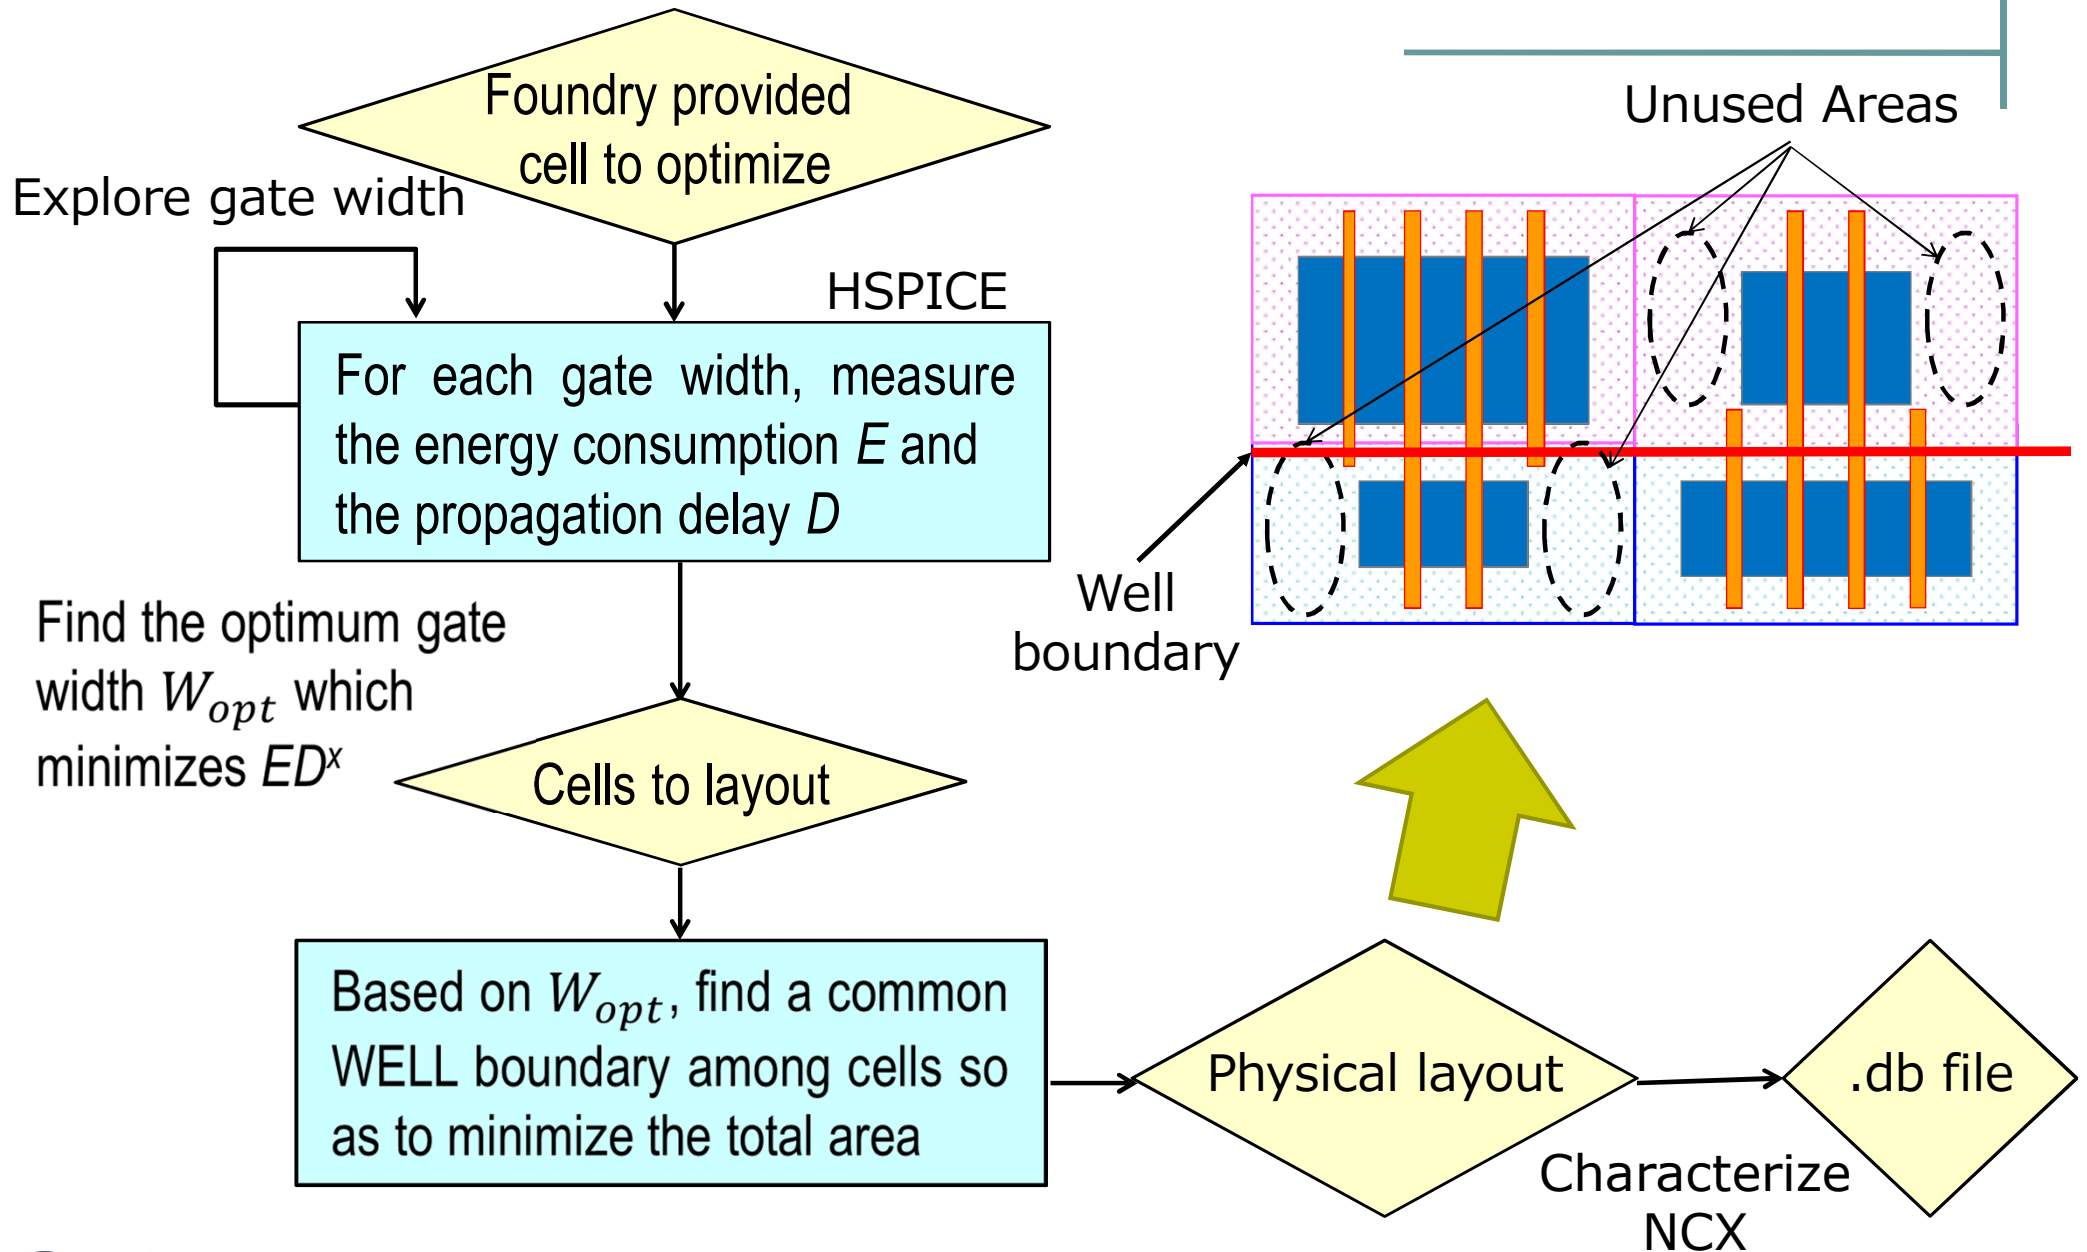 Foundry provided
cell to optimize
Explore gate width
HSPICE
For each gate width, measure
the energy consumption E and
the propagation delay D
Find the optimum gate
width W_opt which
minimizes ED^x
Cells to layout
Based on W_opt, find a common
WELL boundary among cells so
as to minimize the total area
Unused Areas
Well
boundary
Physical layout
Characterize
NCX
.db file